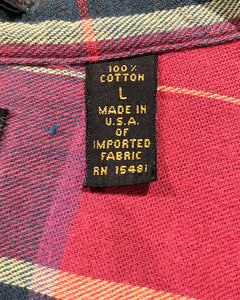 100%
COTTON
L
MADE IN
U.S.A.
OF
IMPORTED
FABRIC
RN 15481